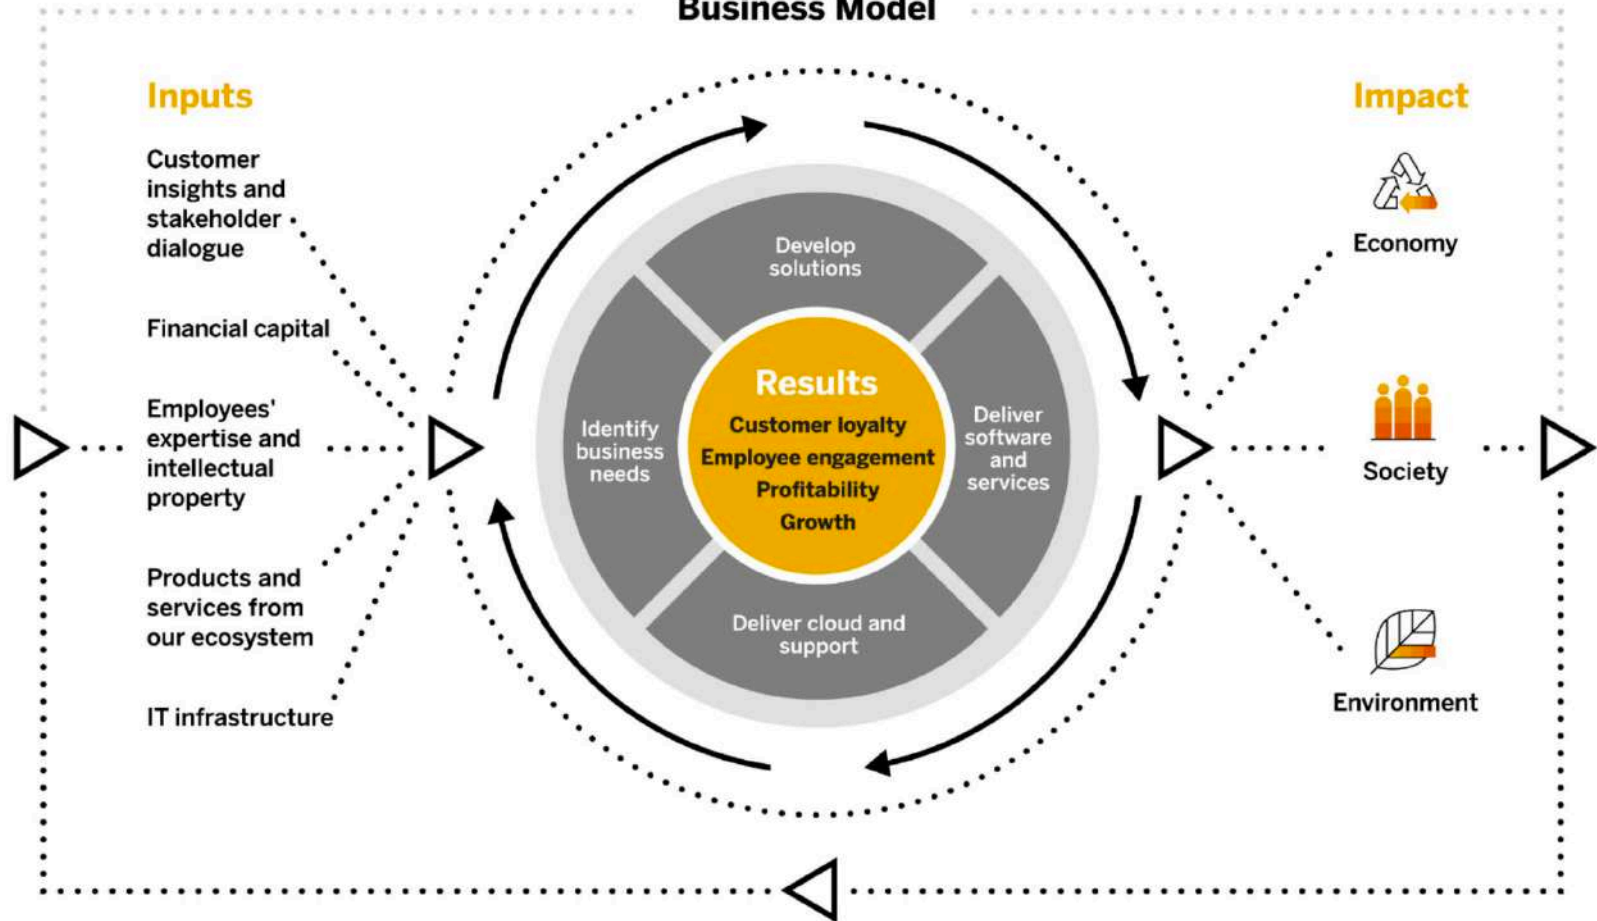 Business Model
Inputs
Customer
insights and
stakeholder
dialogue
Financial capital
Employees'
expertise and
intellectual
property
Products and
services from
our ecosystem
IT infrastructure
Develop
solutions
Identify
business
needs
Results
Customer loyalty
Employee engagement
Profitability
Growth
Deliver
software
and
services
Deliver cloud and
support
Impact
Economy
Society
Environment